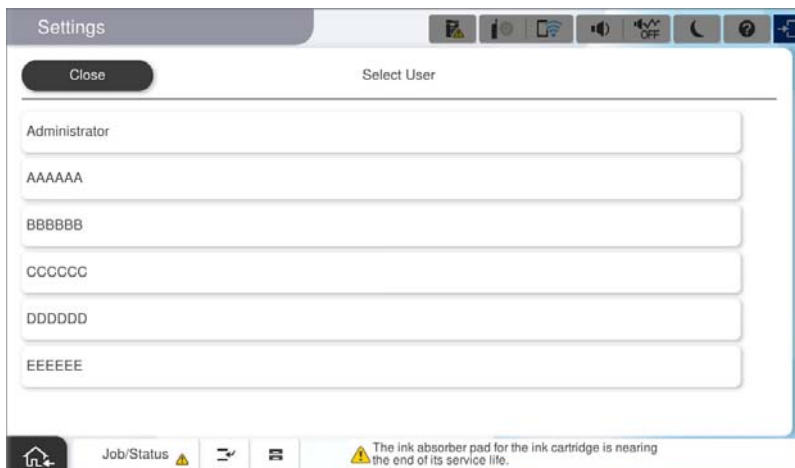 Settings
OFF
?
Close
Select User
Administrator
AAAAAA
BBBBBB
CCCCCC
DDDDDD
EEEEEE
Job/Status
The ink absorber pad for the ink cartridge is nearing
the end of its service life.